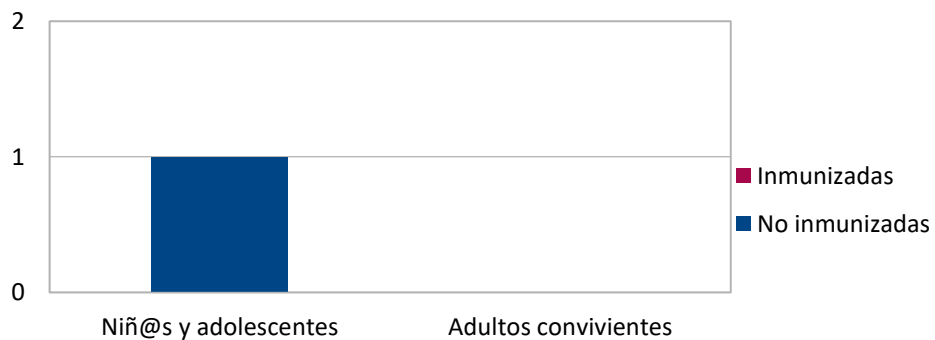 2
1
0
Niñ@s y adolescentes
Adultos convivientes
Inmunizadas
No inmunizadas